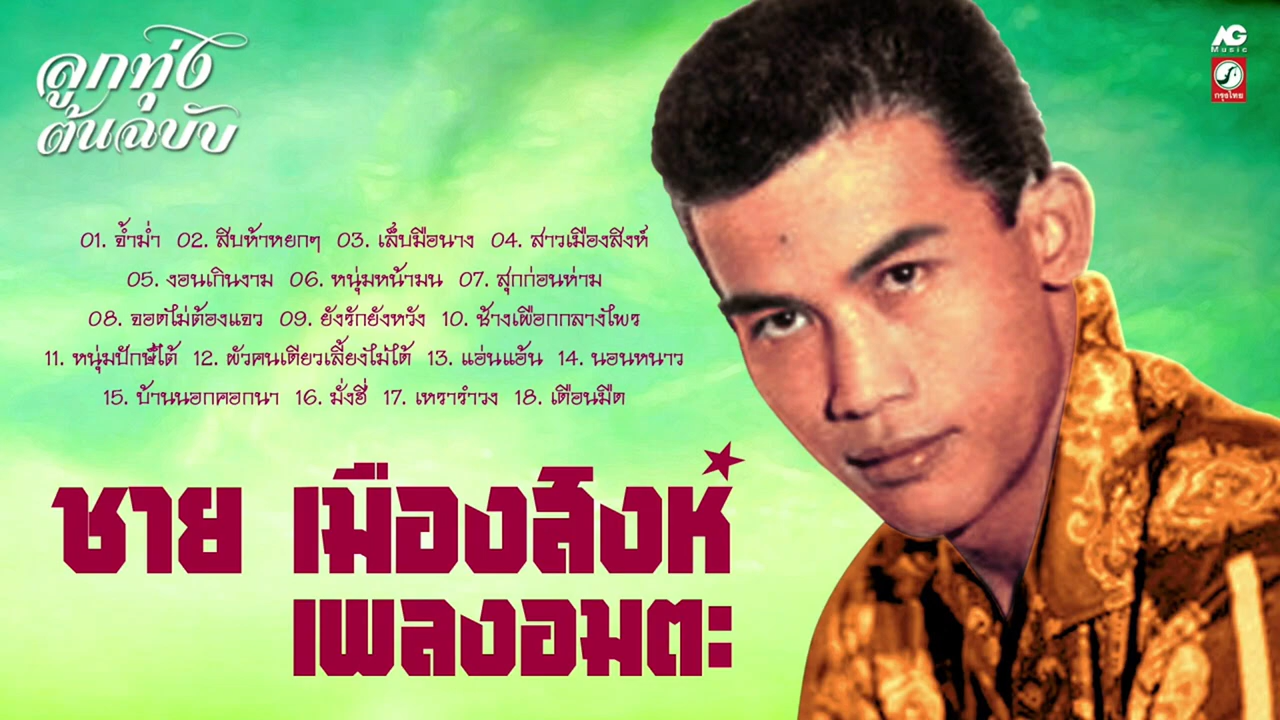 ลูกทุ่ง
ต้นฉบับ
AG
Music
กรุงไทย
01. จ้ำม่ำ 02. สิบห้าหยกๆ 03. เล็บมือนาง 04. สาวเมืองสิงห์
05. งอนเกินงาม 06. หนุ่มหน้ามน 07. สุกก่อนห่าม
08. จอดไม่ต้องแจว 09. ยังรักยังหวัง 10. ช้างเผือกกลางไพร
11. หนุ่มปักษ์ใต้ 12. ผัวคนเดียวเลี้ยงไม่ได้ 13. แอ่นแอ้น 14. นอนหนาว
15. บ้านนอกคอกนา 16. มั่งฮี่ 17. เหรารำวง 18. เดือนมืด
ชาย เมืองสิงห์
เพลงอมตะ